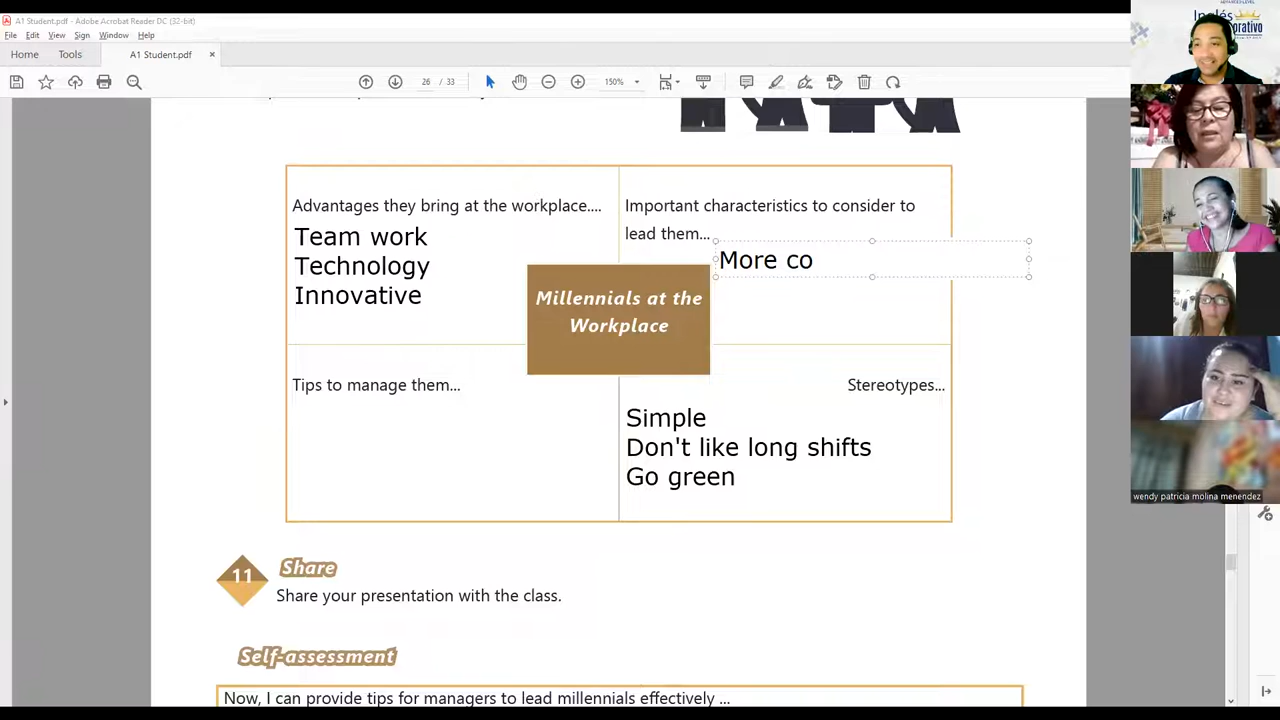 A1 Student.pdf - Adobe Acrobat Reader DC (32-bit)
File Edit View Sign Window Help
Home Tools A1 Student.pdf ×
26 / 33 150%
Advantages they bring at the workplace....
Team work
Technology
Innovative
Important characteristics to consider to
lead them...
More co
Millennials at the
Workplace
Tips to manage them...
Stereotypes...
Simple
Don't like long shifts
Go green
11 Share
Share your presentation with the class.
Self-assessment
Now, I can provide tips for managers to lead millennials effectively ...
Inglés
wendy patricia molina menendez